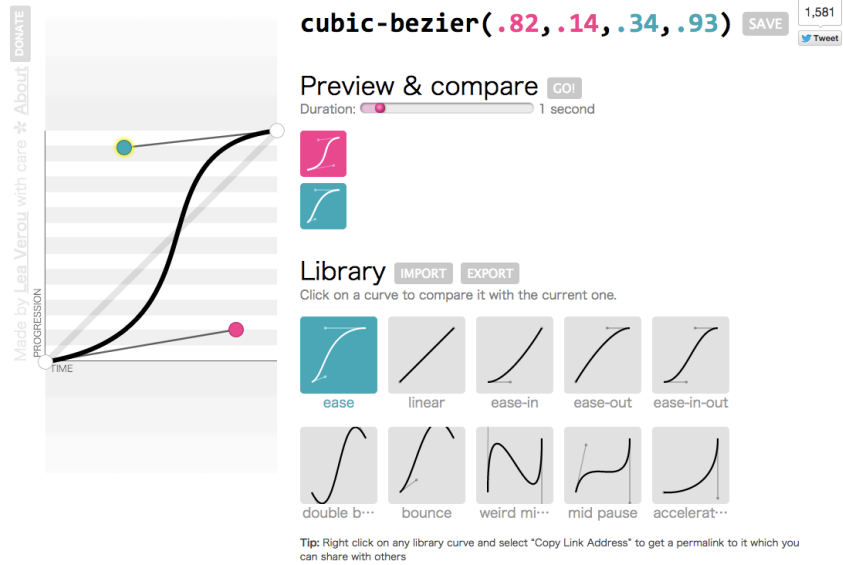 cubic-bezier(.82,.14,.34,.93) SAVE
1,581
Tweet
DONATE
Made by Lea Verou with care ✲ About
Preview & compare GO!
Duration: 1 second
PROGRESSION
TIME
Library IMPORT EXPORT
Click on a curve to compare it with the current one.
ease linear ease-in ease-out ease-in-out
double b⋯ bounce weird mi⋯ mid pause accelerat⋯
Tip: Right click on any library curve and select "Copy Link Address" to get a permalink to it which you
can share with others